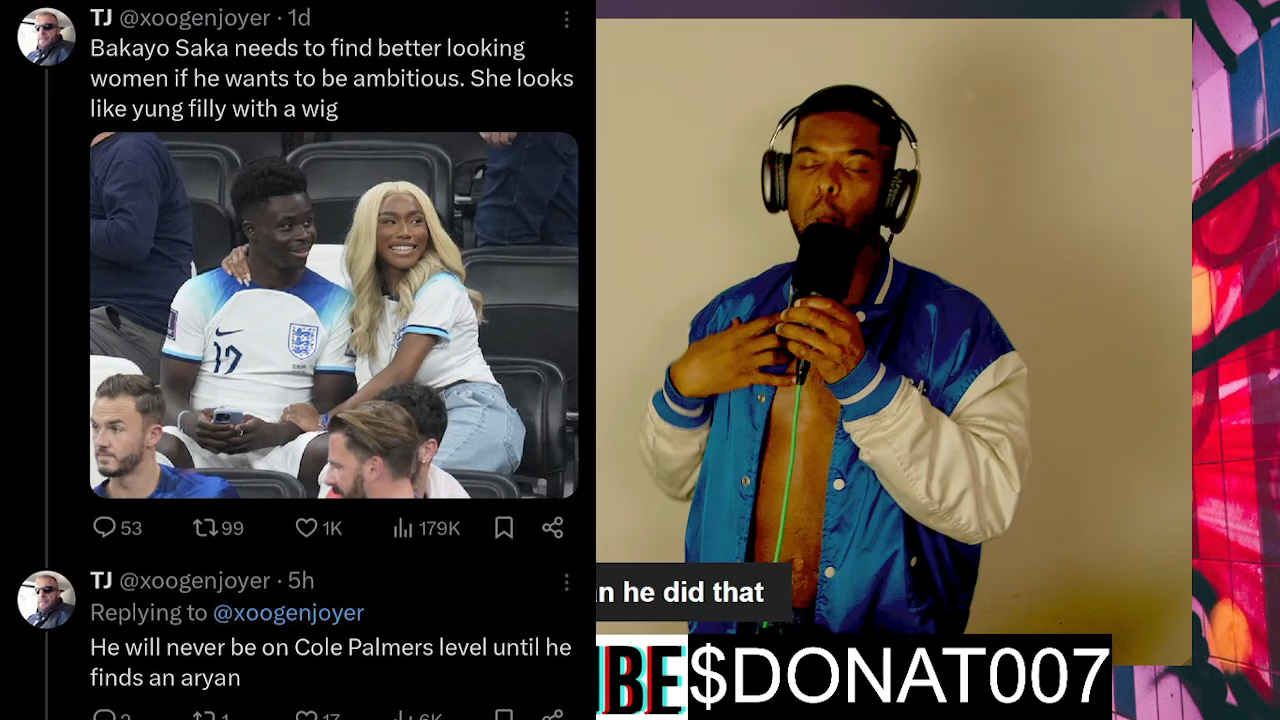 TJ @xoogenjoyer · 1d
Bakayo Saka needs to find better looking
women if he wants to be ambitious. She looks
like yung filly with a wig
17
53 99 1K 179K
TJ @xoogenjoyer · 5h
Replying to @xoogenjoyer
He will never be on Cole Palmers level until he
finds an aryan
17 6K
he did that
BE $DONAT007